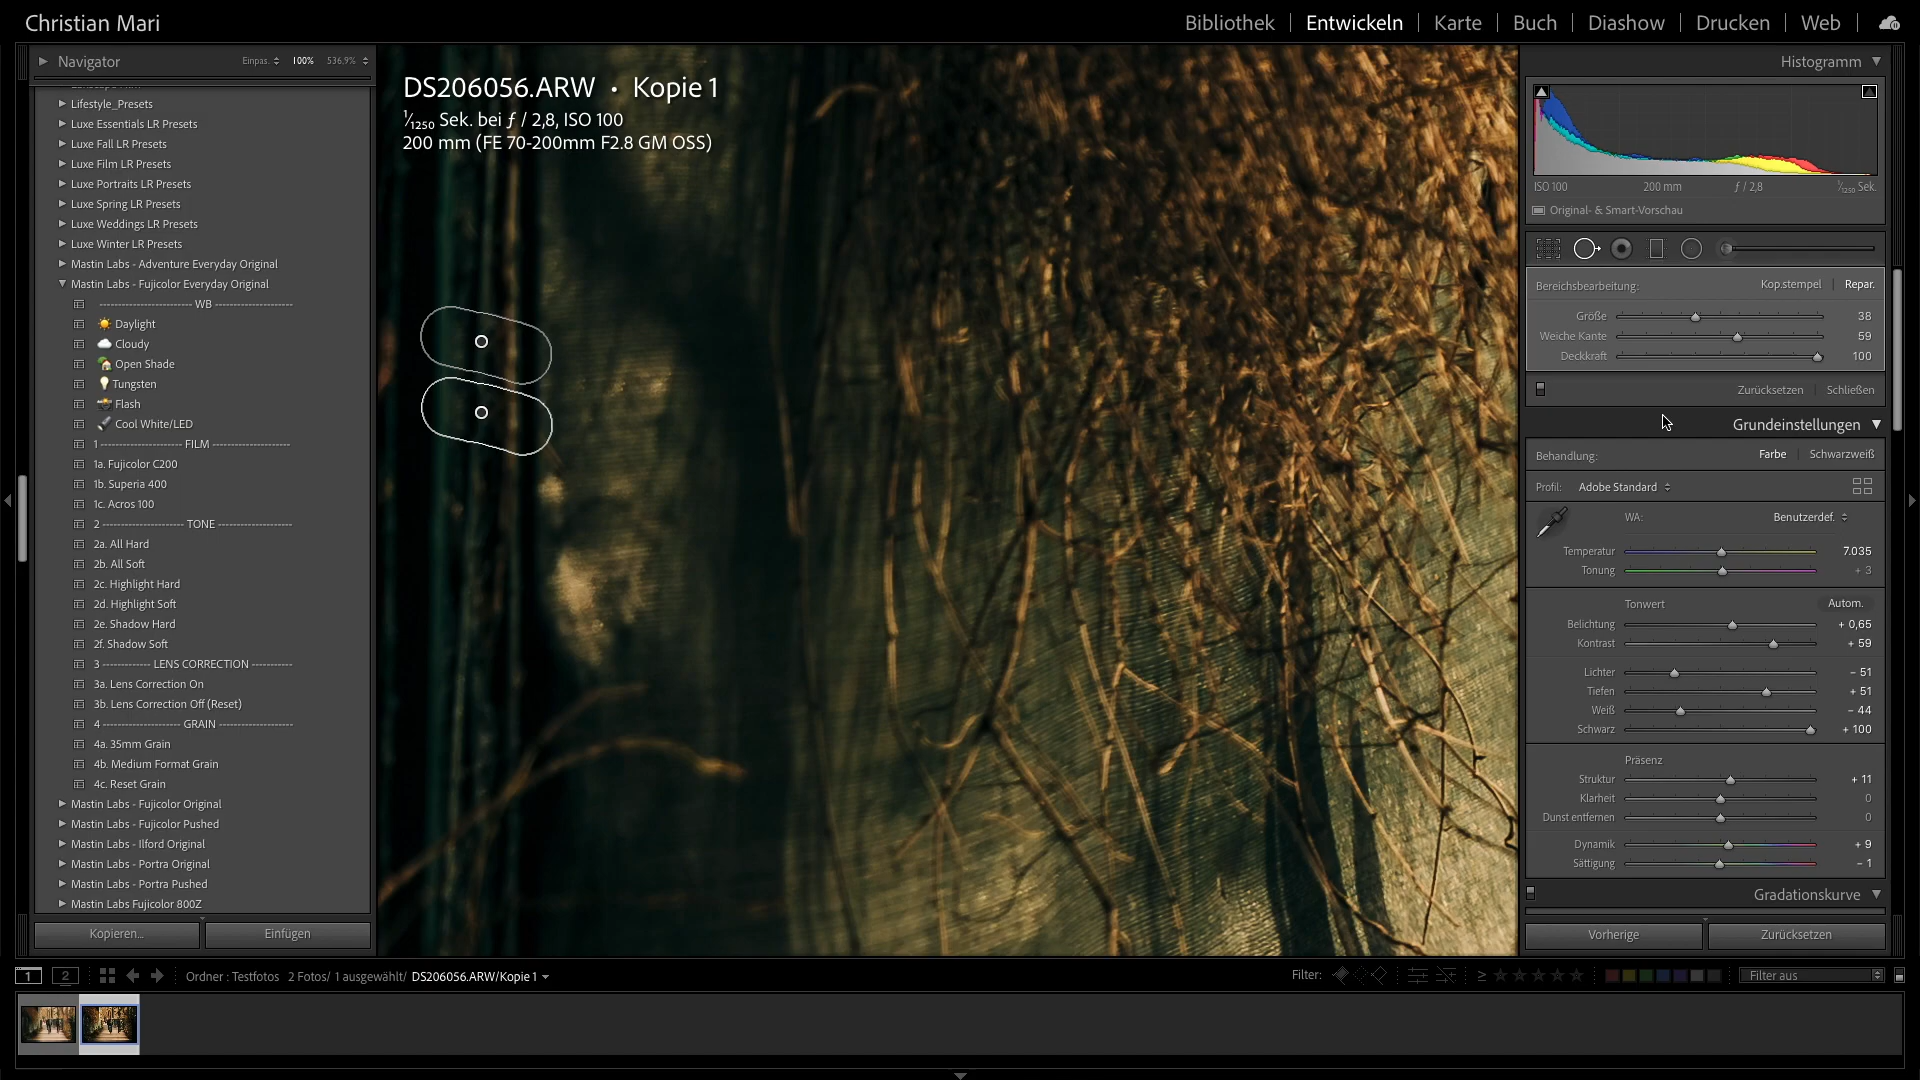 Christian Mari
Bibliothek
Entwickeln
Karte
Buch
Diashow
Drucken
Web
Navigator
Einpas.
100%
536,9%
Lifestyle_Presets
Luxe Essentials LR Presets
Luxe Fall LR Presets
Luxe Film LR Presets
Luxe Portraits LR Presets
Luxe Spring LR Presets
Luxe Weddings LR Presets
Luxe Winter LR Presets
Mastin Labs - Adventure Everyday Original
Mastin Labs - Fujicolor Everyday Original
------------------------ WB --------------------
Daylight
Cloudy
Open Shade
Tungsten
Flash
Cool White/LED
1 --------------------- FILM --------------------
1a. Fujicolor C200
1b. Superia 400
1c. Acros 100
2 --------------------- TONE -------------------
2a. All Hard
2b. All Soft
2c. Highlight Hard
2d. Highlight Soft
2e. Shadow Hard
2f. Shadow Soft
3 ------------ LENS CORRECTION ----------
3a. Lens Correction On
3b. Lens Correction Off (Reset)
4 -------------------- GRAIN -------------------
4a. 35mm Grain
4b. Medium Format Grain
4c. Reset Grain
Mastin Labs - Fujicolor Original
Mastin Labs - Fujicolor Pushed
Mastin Labs - Ilford Original
Mastin Labs - Portra Original
Mastin Labs - Portra Pushed
Mastin Labs Fujicolor 800Z
Kopieren...
Einfügen
DS206056.ARW • Kopie 1
1/1250 Sek. bei ƒ / 2,8, ISO 100
200 mm (FE 70-200mm F2.8 GM OSS)
Histogramm
ISO 100
200 mm
ƒ / 2,8
1/1250 Sek.
Original- & Smart-Vorschau
Bereichsbearbeitung:
Kop.stempel
Repar.
Größe 38
Weiche Kante 59
Deckkraft 100
Zurücksetzen
Schließen
Grundeinstellungen
Behandlung:
Farbe
Schwarzweiß
Profil: Adobe Standard
WA: Benutzerdef.
Temperatur 7.035
Tonung + 3
Tonwert Autom.
Belichtung + 0,65
Kontrast + 59
Lichter − 51
Tiefen + 51
Weiß − 44
Schwarz + 100
Präsenz
Struktur + 11
Klarheit 0
Dunst entfernen 0
Dynamik + 9
Sättigung − 1
Gradationskurve
Vorherige
Zurücksetzen
1
2
Ordner : Testfotos
2 Fotos/ 1 ausgewählt/ DS206056.ARW/Kopie 1
Filter:
≥
Filter aus